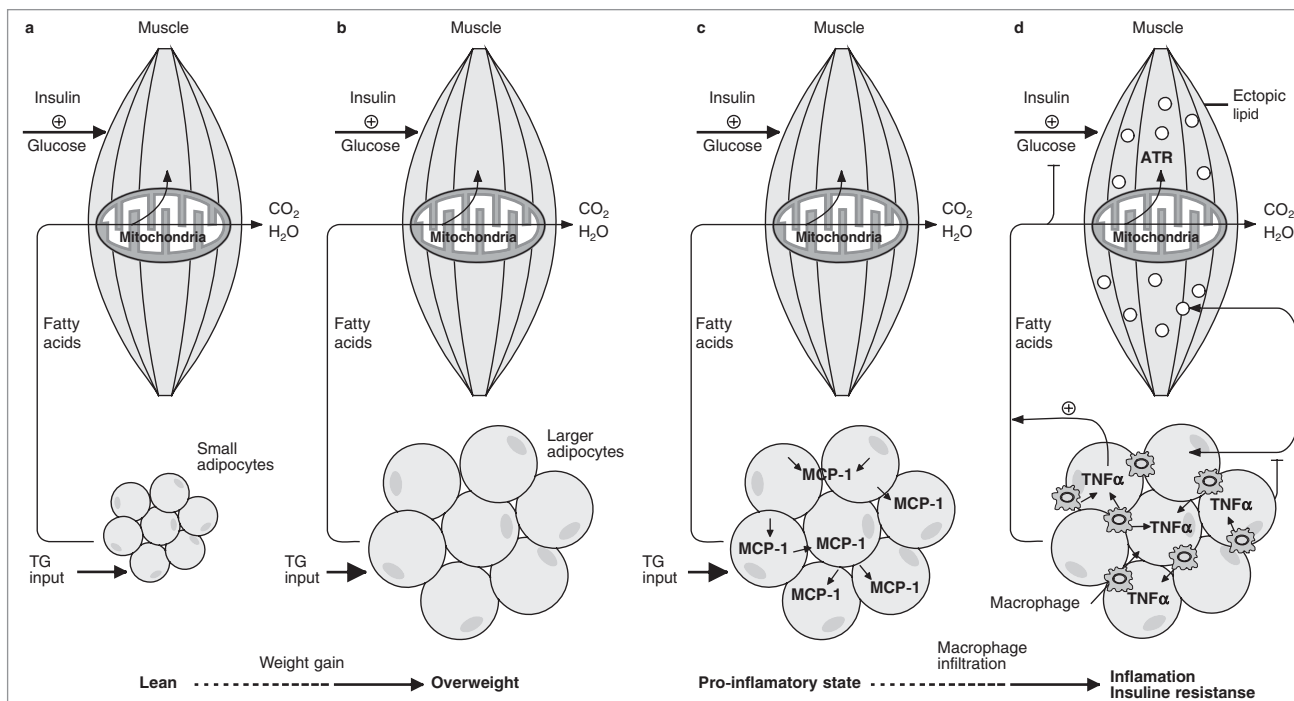 a
Muscle
Insulin
⊕
Glucose
Mitochondria
CO₂
H₂O
Fatty
acids
Small
adipocytes
TG
input
b
Muscle
Insulin
⊕
Glucose
Mitochondria
CO₂
H₂O
Fatty
acids
Larger
adipocytes
TG
input
Weight gain
Lean
Overweight
c
Muscle
Insulin
⊕
Glucose
Mitochondria
CO₂
H₂O
Fatty
acids
MCP-1
MCP-1
MCP-1
MCP-1
MCP-1
MCP-1
TG
input
d
Muscle
Insulin
⊕
Glucose
Ectopic
lipid
ATR
Mitochondria
CO₂
H₂O
Fatty
acids
⊕
TNFα
TNFα
TNFα
TNFα
Macrophage
Macrophage
infiltration
Pro-inflamatory state
Inflamation
Insuline resistanse